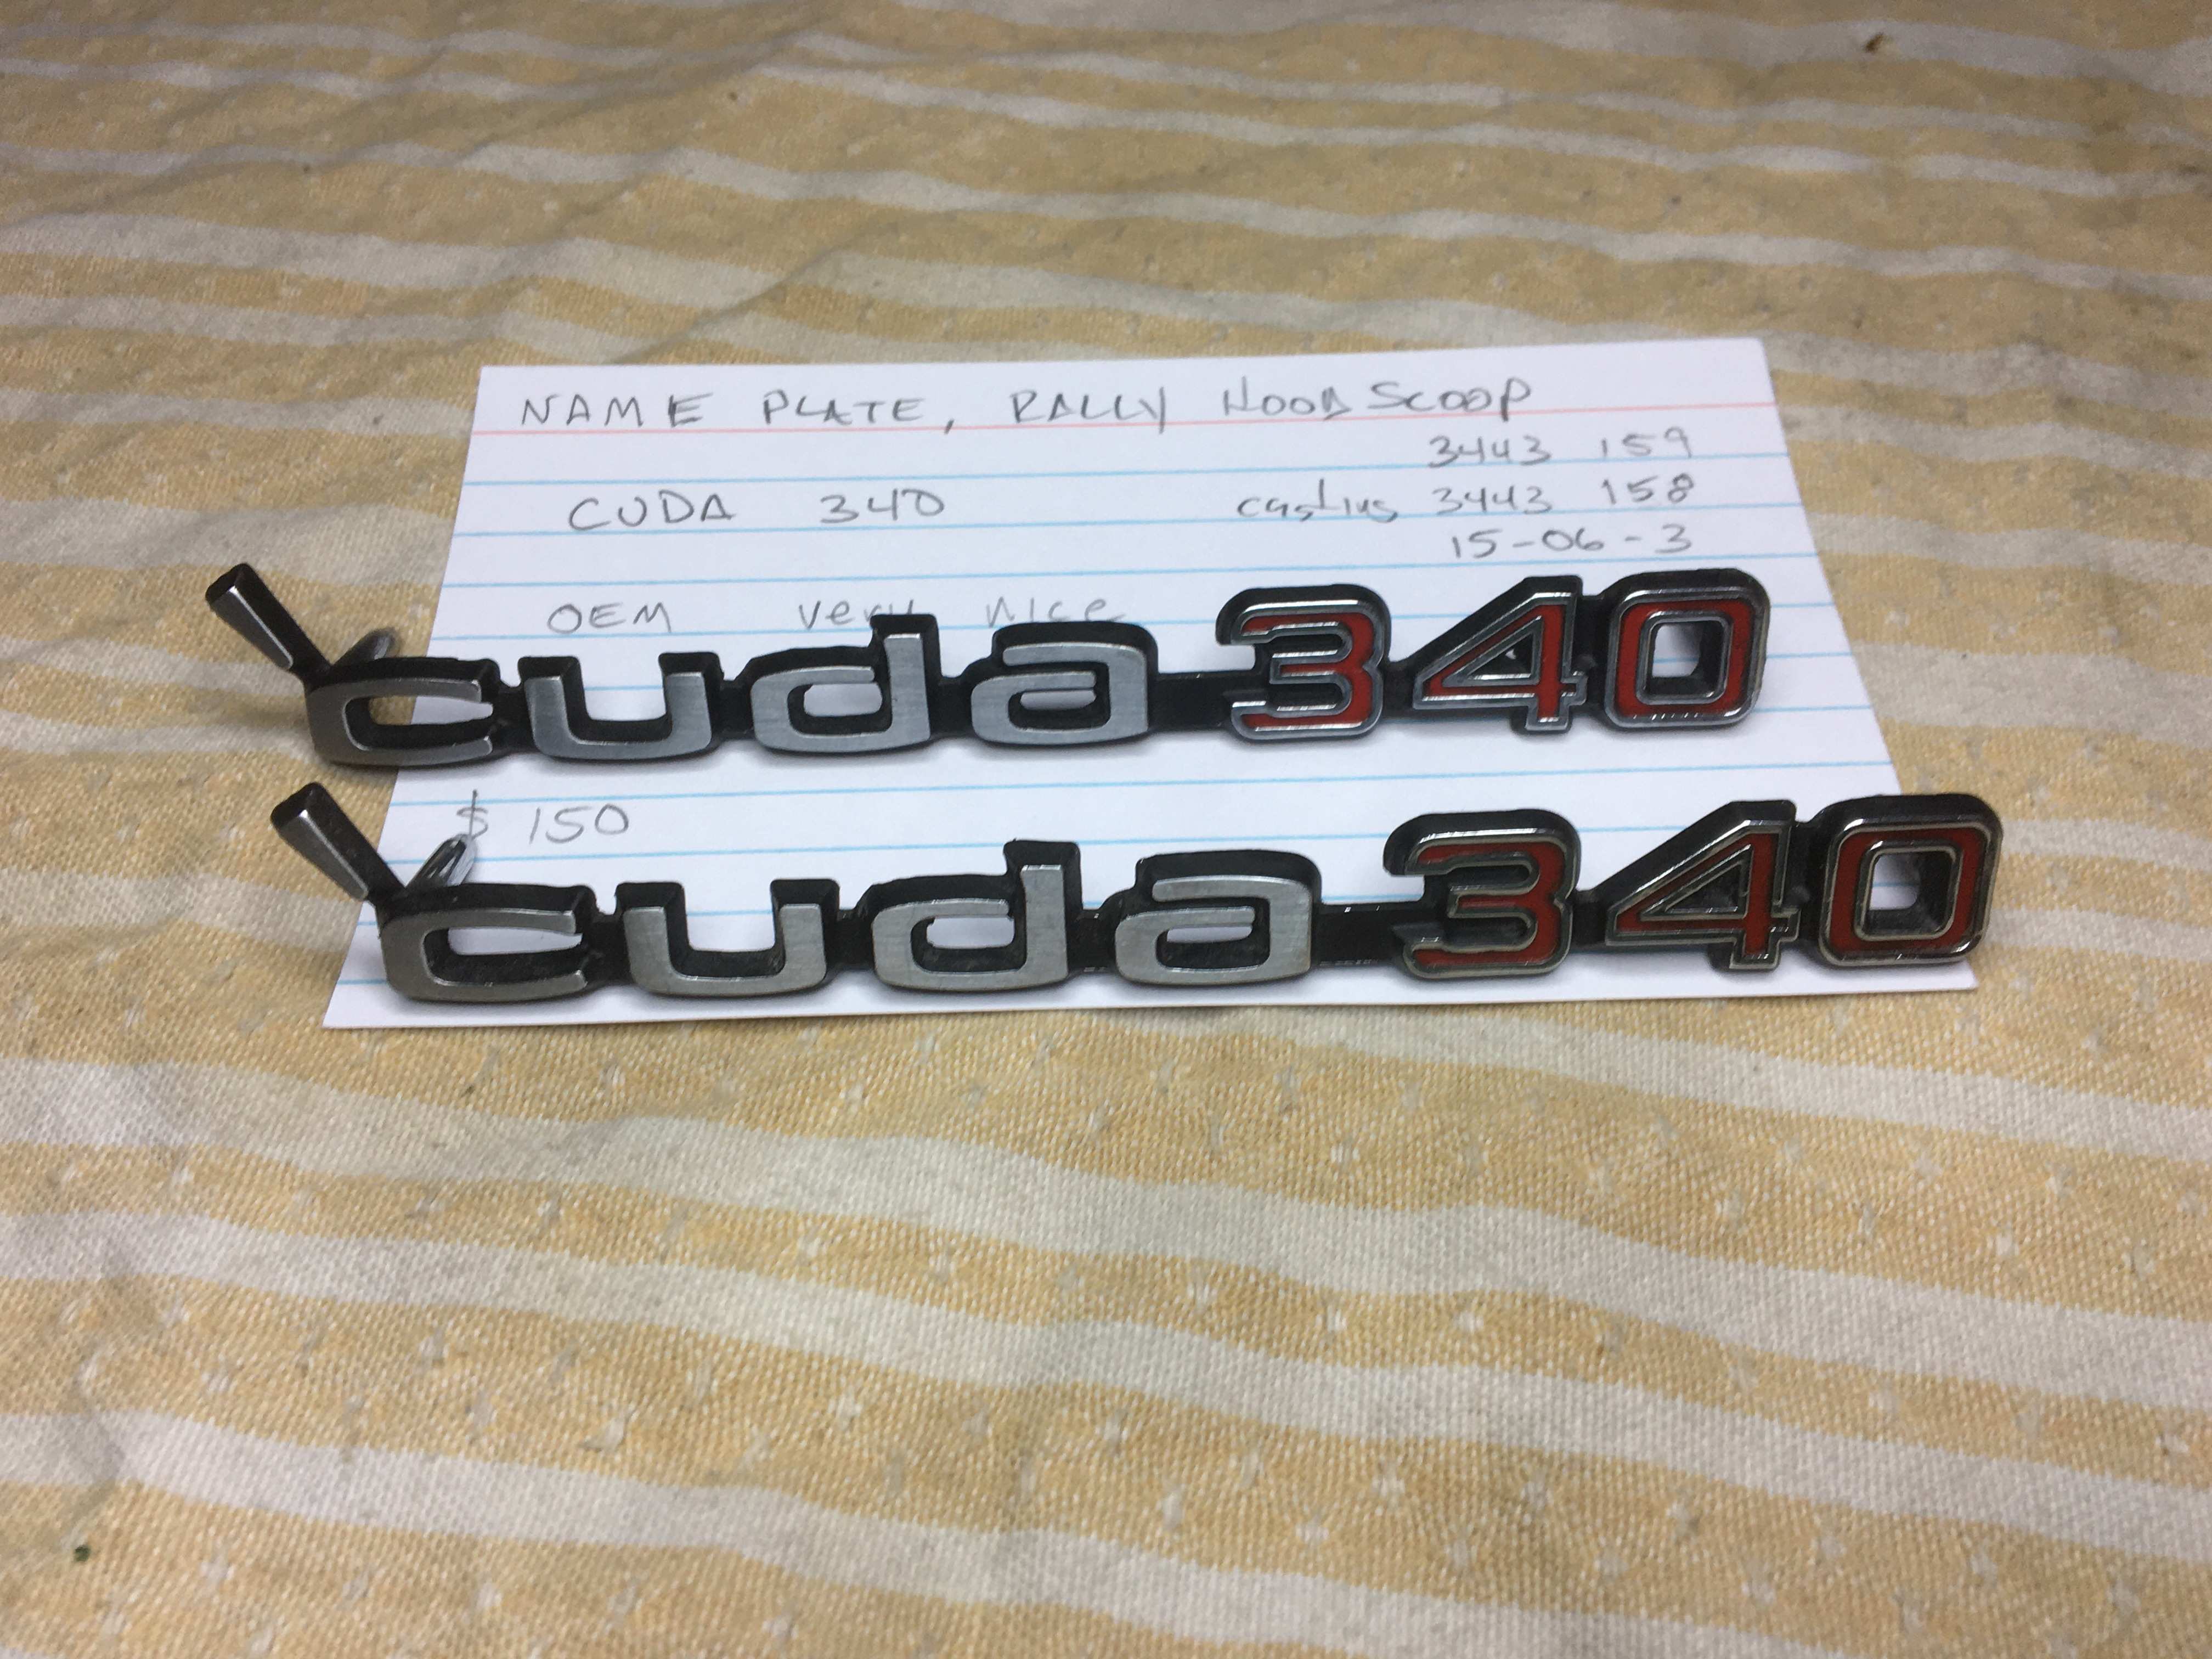 NAME PLATE, RALLY HOOD SCOOP
3443 159
CUDA 340 casting 3443 158
15-06-3
OEM very nice
'cuda 340
$ 150
'cuda 340